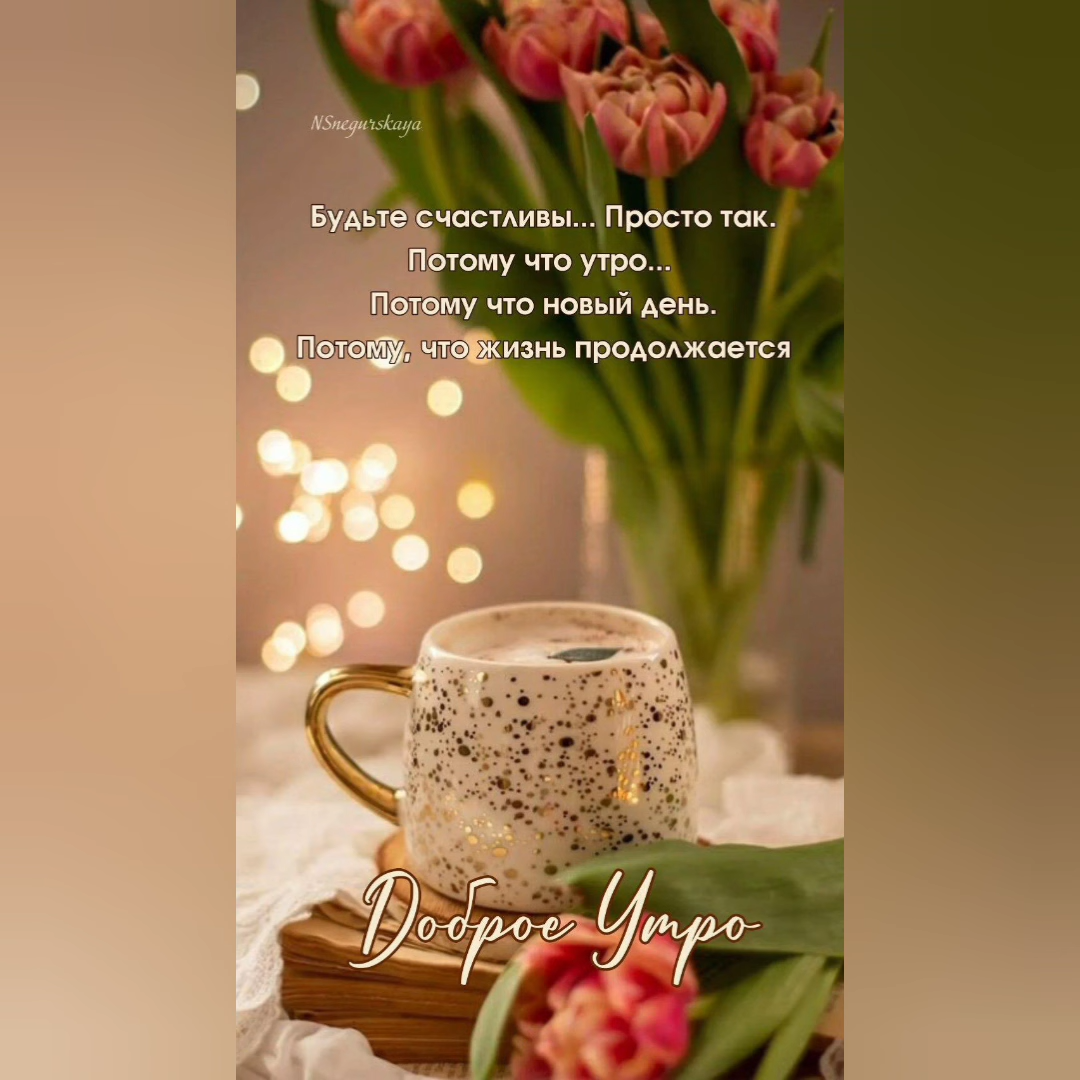 NSnegurskaya
Будьте счастливы... Просто так.
Потому что утро...
Потому что новый день.
Потому, что жизнь продолжается
Доброе Утро